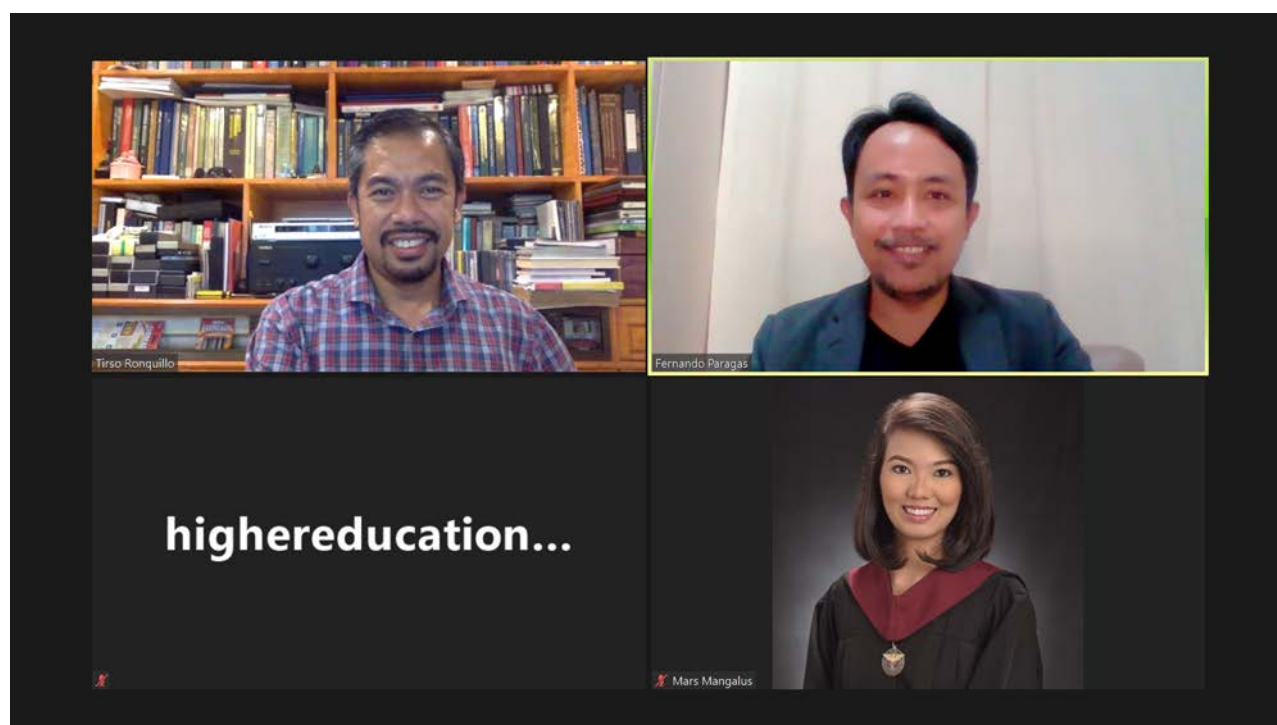 Tirso Ronquillo
Fernando Paragas
highereducation...
Mars Mangalus